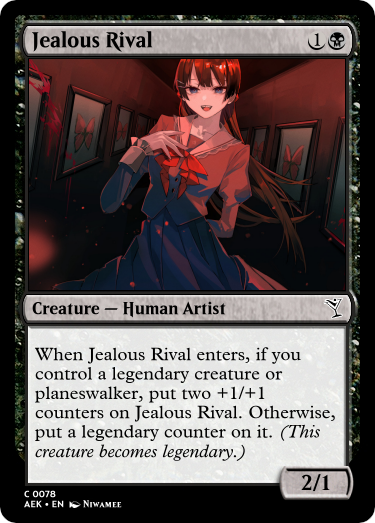 Jealous Rival 1
Creature — Human Artist
When Jealous Rival enters, if you
control a legendary creature or
planeswalker, put two +1/+1
counters on Jealous Rival. Otherwise,
put a legendary counter on it. (This
creature becomes legendary.)
2/1
C 0078
AEK • EN Niwamee